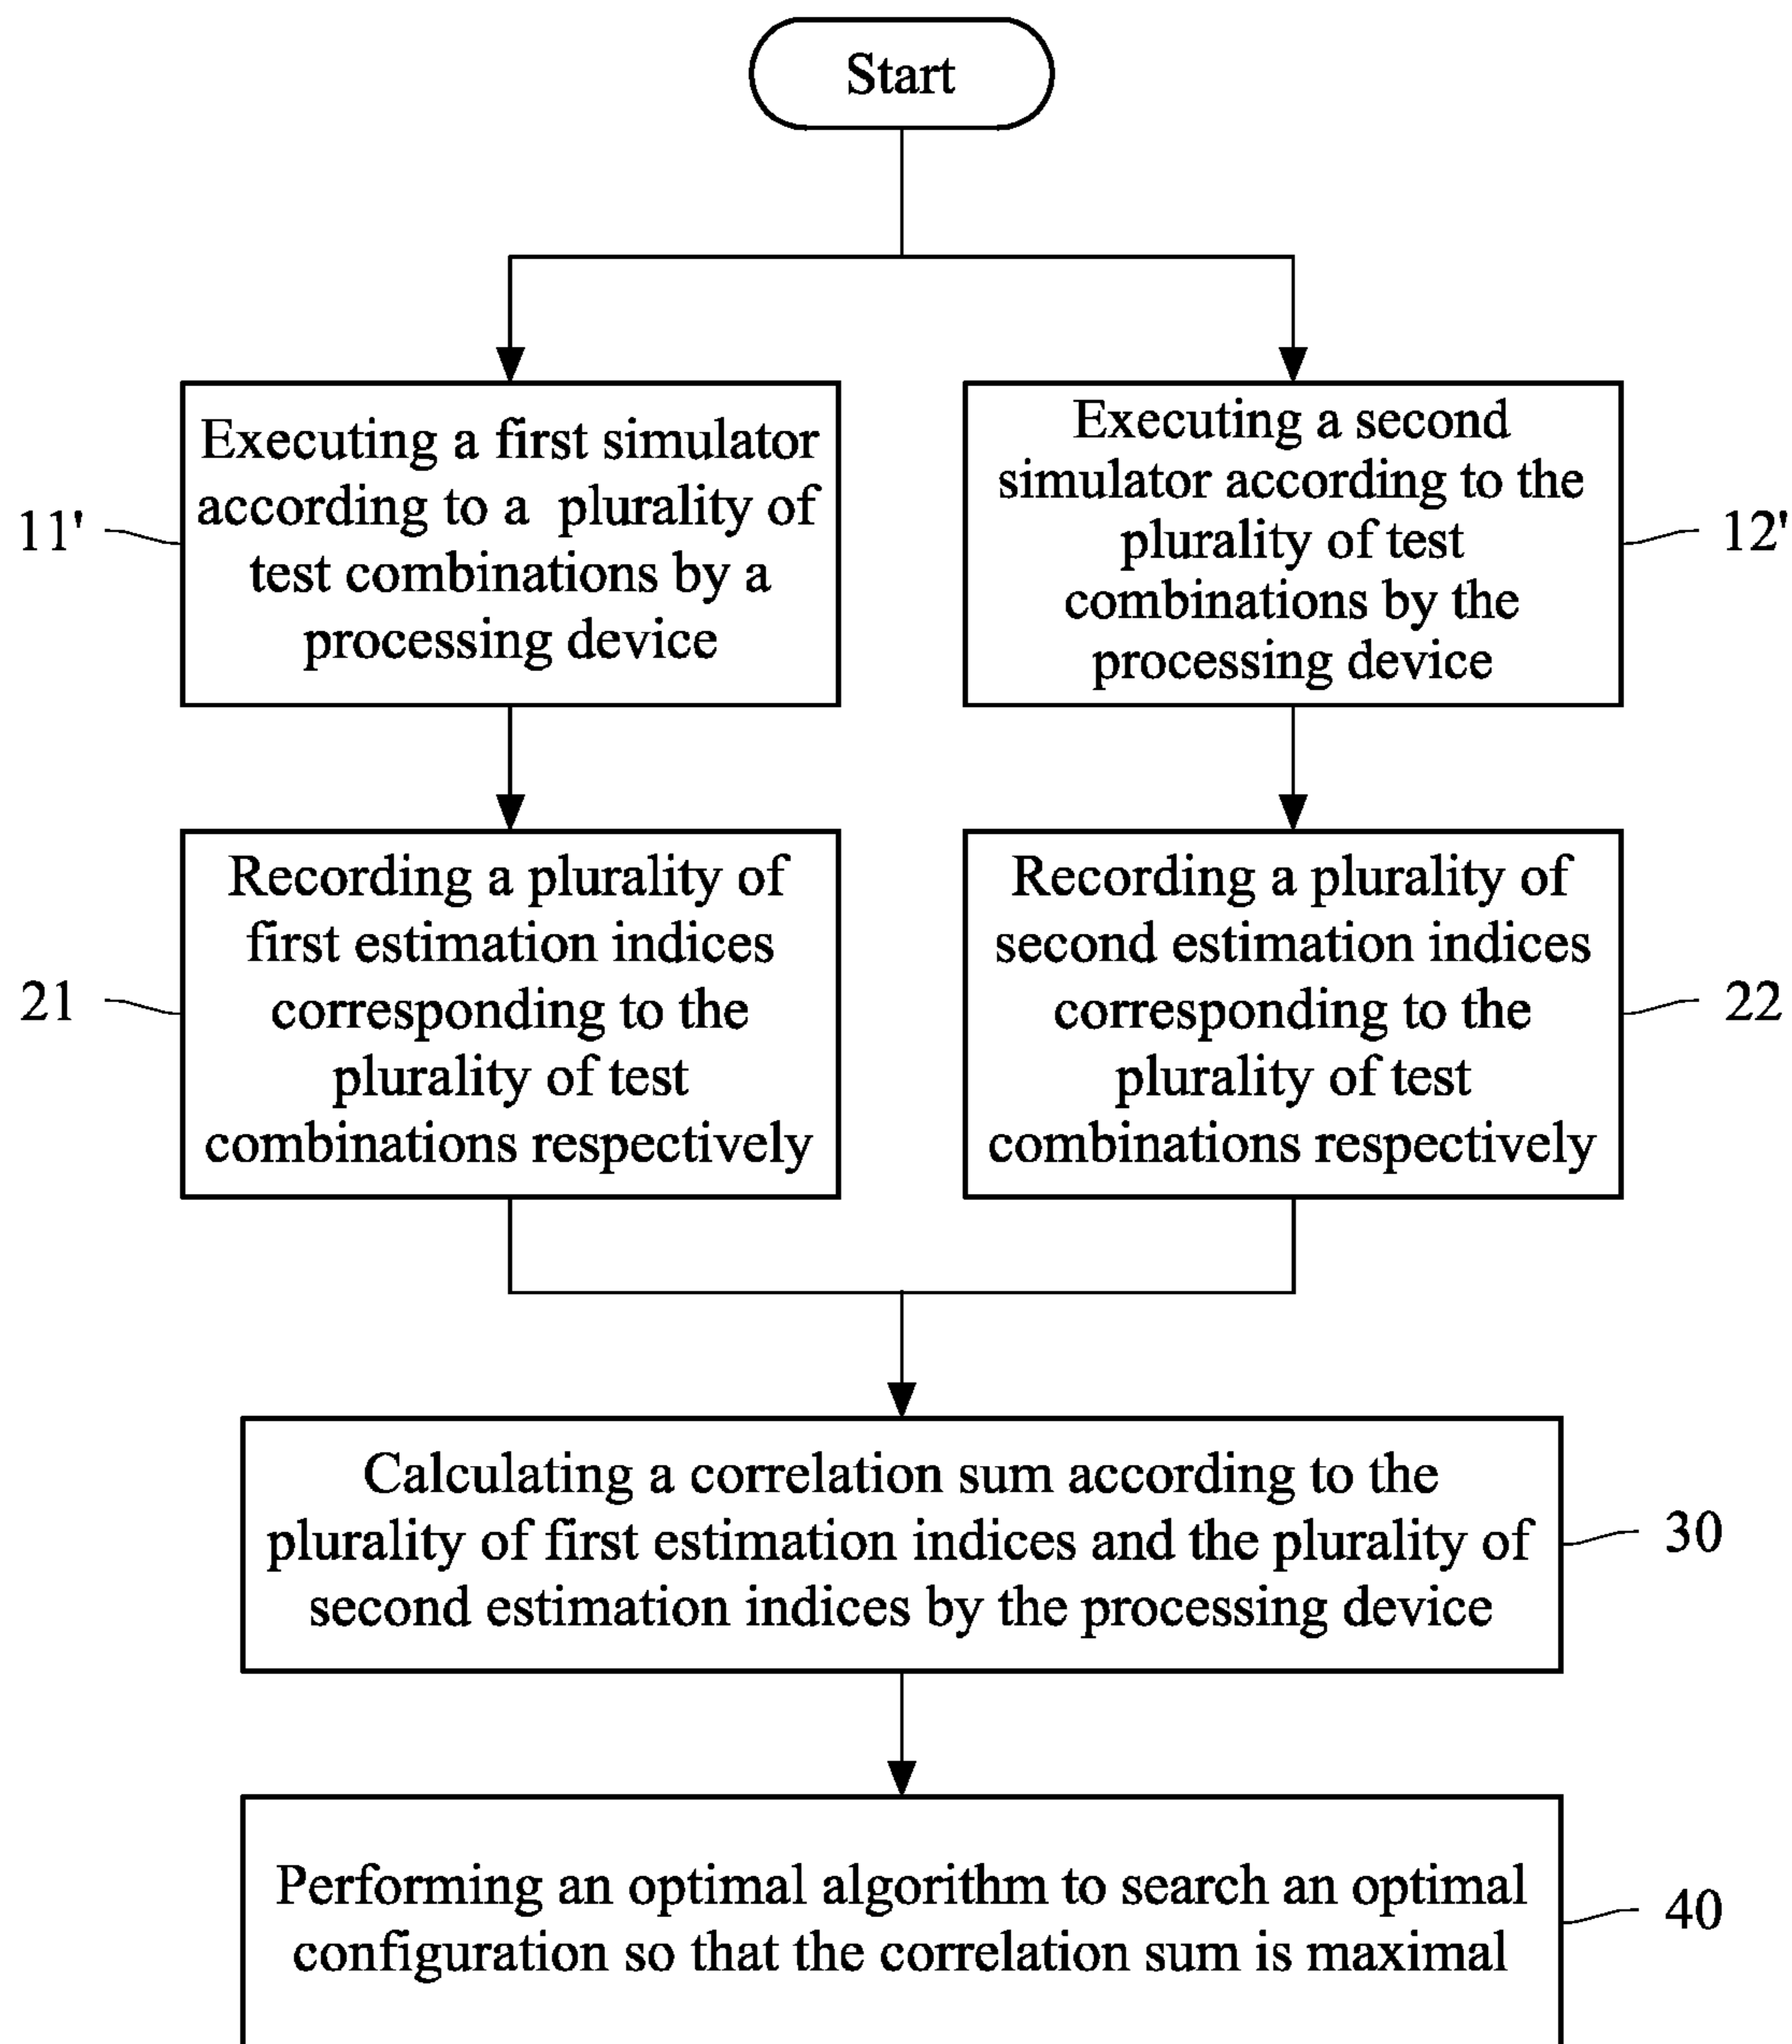 Start
Executing a first simulator
according to a plurality of
test combinations by a
processing device
11'
Executing a second
simulator according to the
plurality of test
combinations by the
processing device
12'
Recording a plurality of
first estimation indices
corresponding to the
plurality of test
combinations respectively
21
Recording a plurality of
second estimation indices
corresponding to the
plurality of test
combinations respectively
22
Calculating a correlation sum according to the
plurality of first estimation indices and the plurality of
second estimation indices by the processing device
30
Performing an optimal algorithm to search an optimal
configuration so that the correlation sum is maximal
40